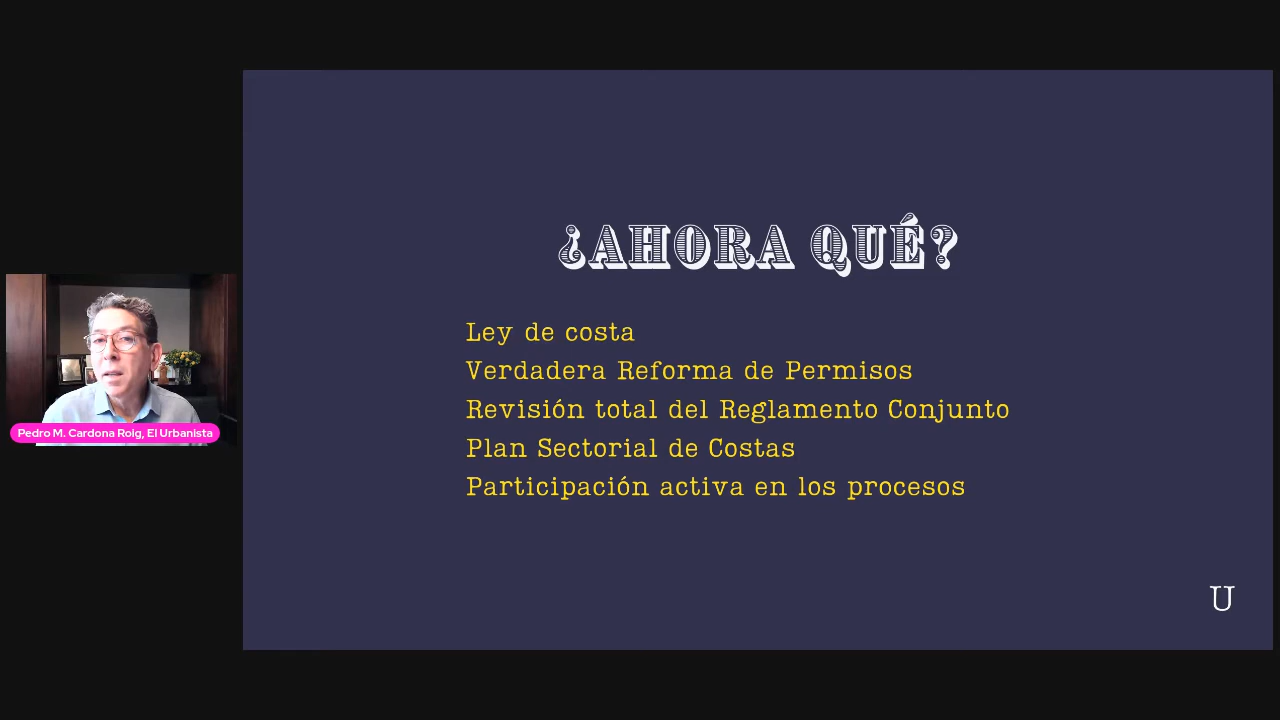 ¿AHORA QUÉ?
Ley de costa
Verdadera Reforma de Permisos
Revisión total del Reglamento Conjunto
Plan Sectorial de Costas
Participación activa en los procesos
Pedro M. Cardona Roig, El Urbanista
U